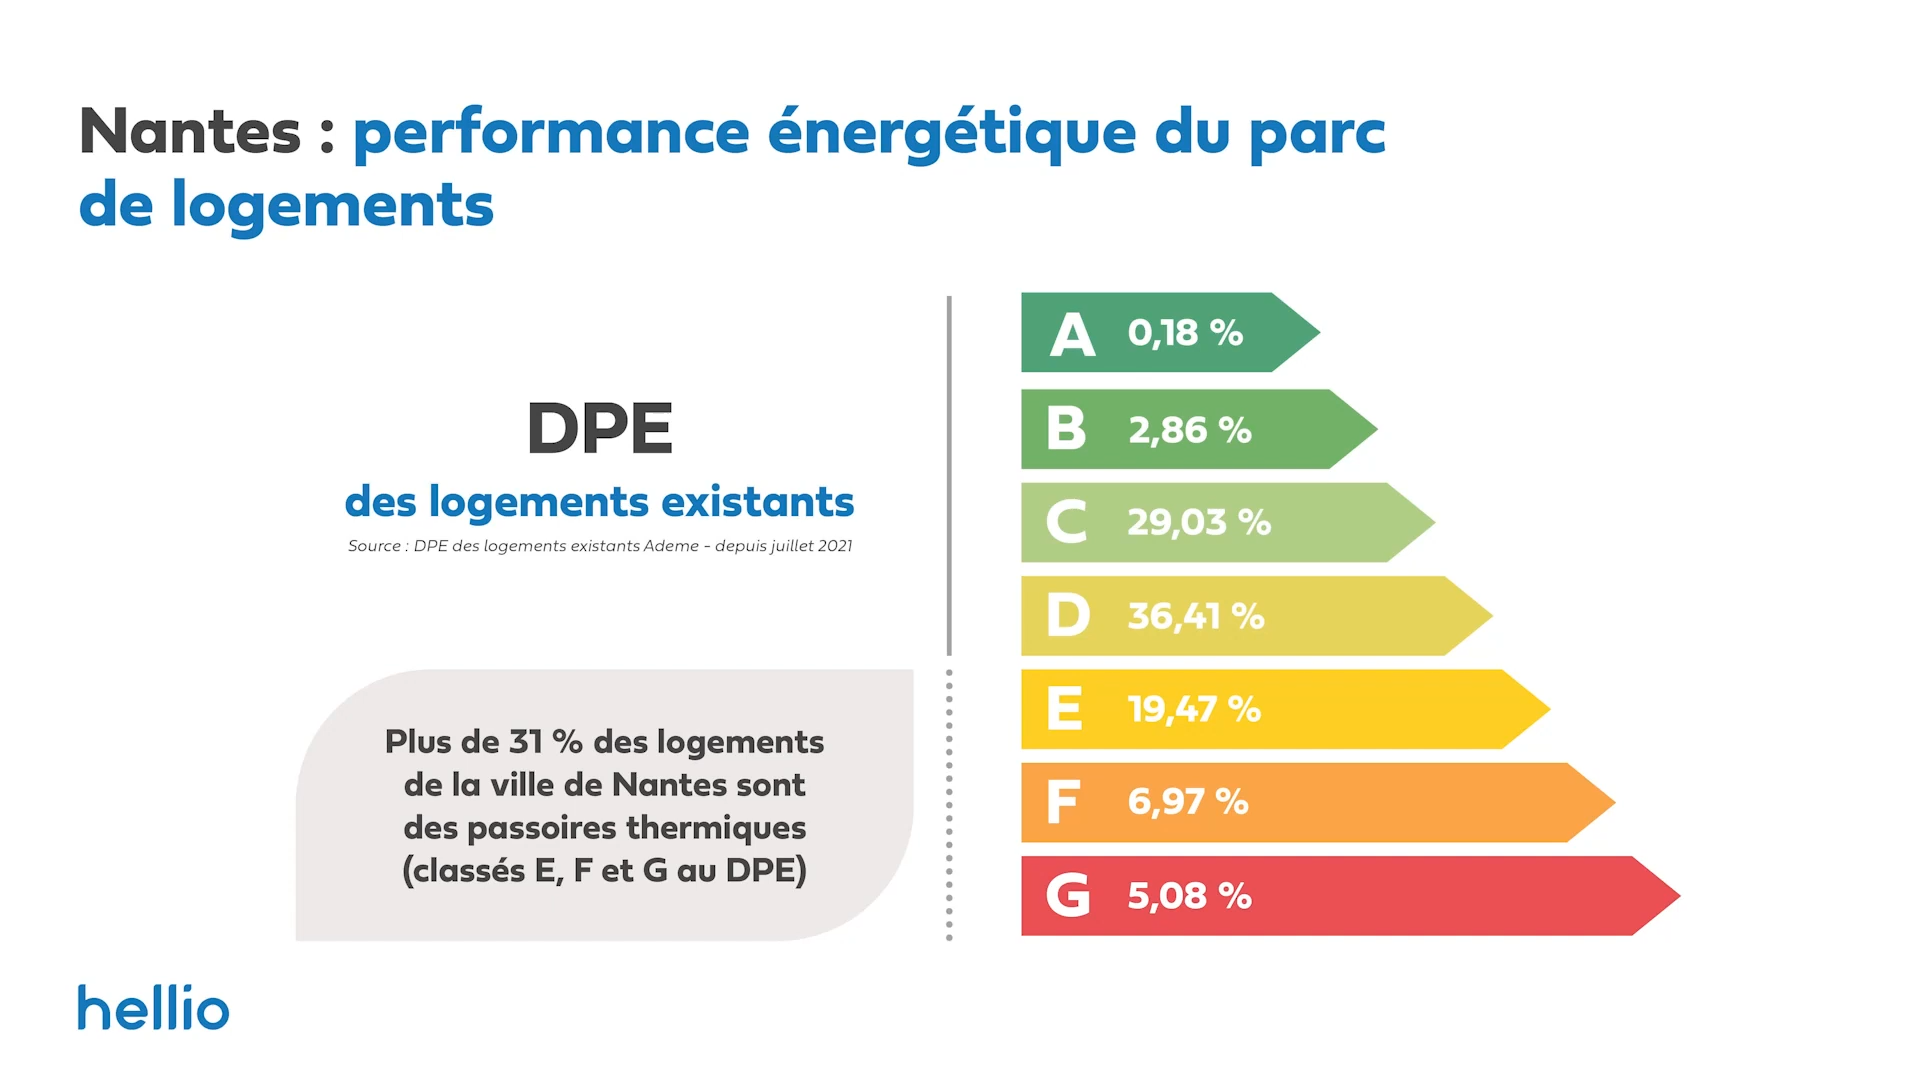 Nantes : performance énergétique du parc
de logements
DPE
des logements existants
Source : DPE des logements existants Ademe - depuis juillet 2021
Plus de 31 % des logements
de la ville de Nantes sont
des passoires thermiques
(classés E, F et G au DPE)
A 0,18 %
B 2,86 %
C 29,03 %
D 36,41 %
E 19,47 %
F 6,97 %
G 5,08 %
hellio